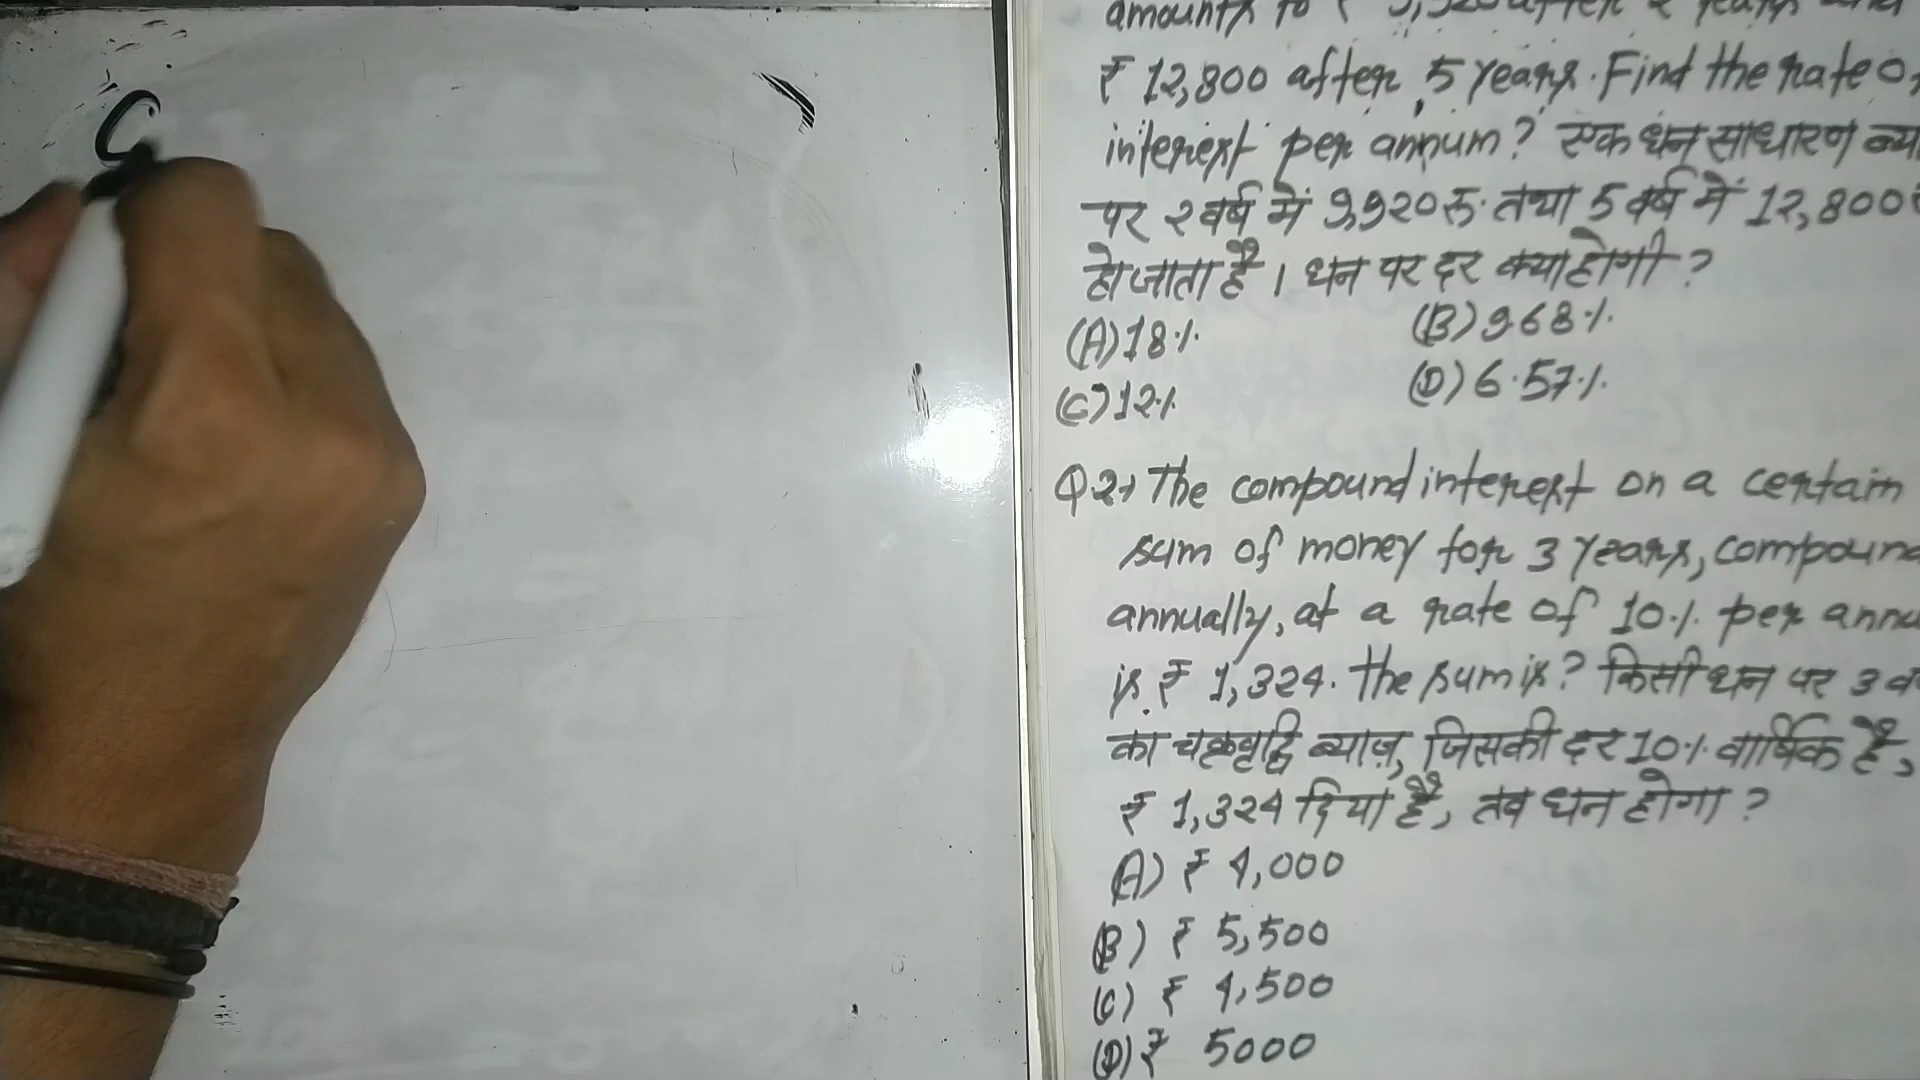 C
₹ 12,800 after 5 years. Find the rate
interest per annum? एक धन साधारण
पर 2 वर्ष में 9,920 रू. तथा 5 वर्ष में 12,800
हो जाता है । धन पर दर क्या होगी ?
(A) 18%
(B) 9.68%
(C) 12%
(D) 6.57%
Q.2→ The compound interest on a certain
sum of money for 3 years, compound
annually, at a rate of 10% per annu
is ₹ 1,324. The sum is? किसी धन पर 3
का चक्रवृद्धि ब्याज़, जिसकी दर 10% वार्षिक है,
₹ 1,324 दिया है, तब धन होगा ?
(A) ₹ 4,000
(B) ₹ 5,500
(C) ₹ 4,500
(D) ₹ 5000